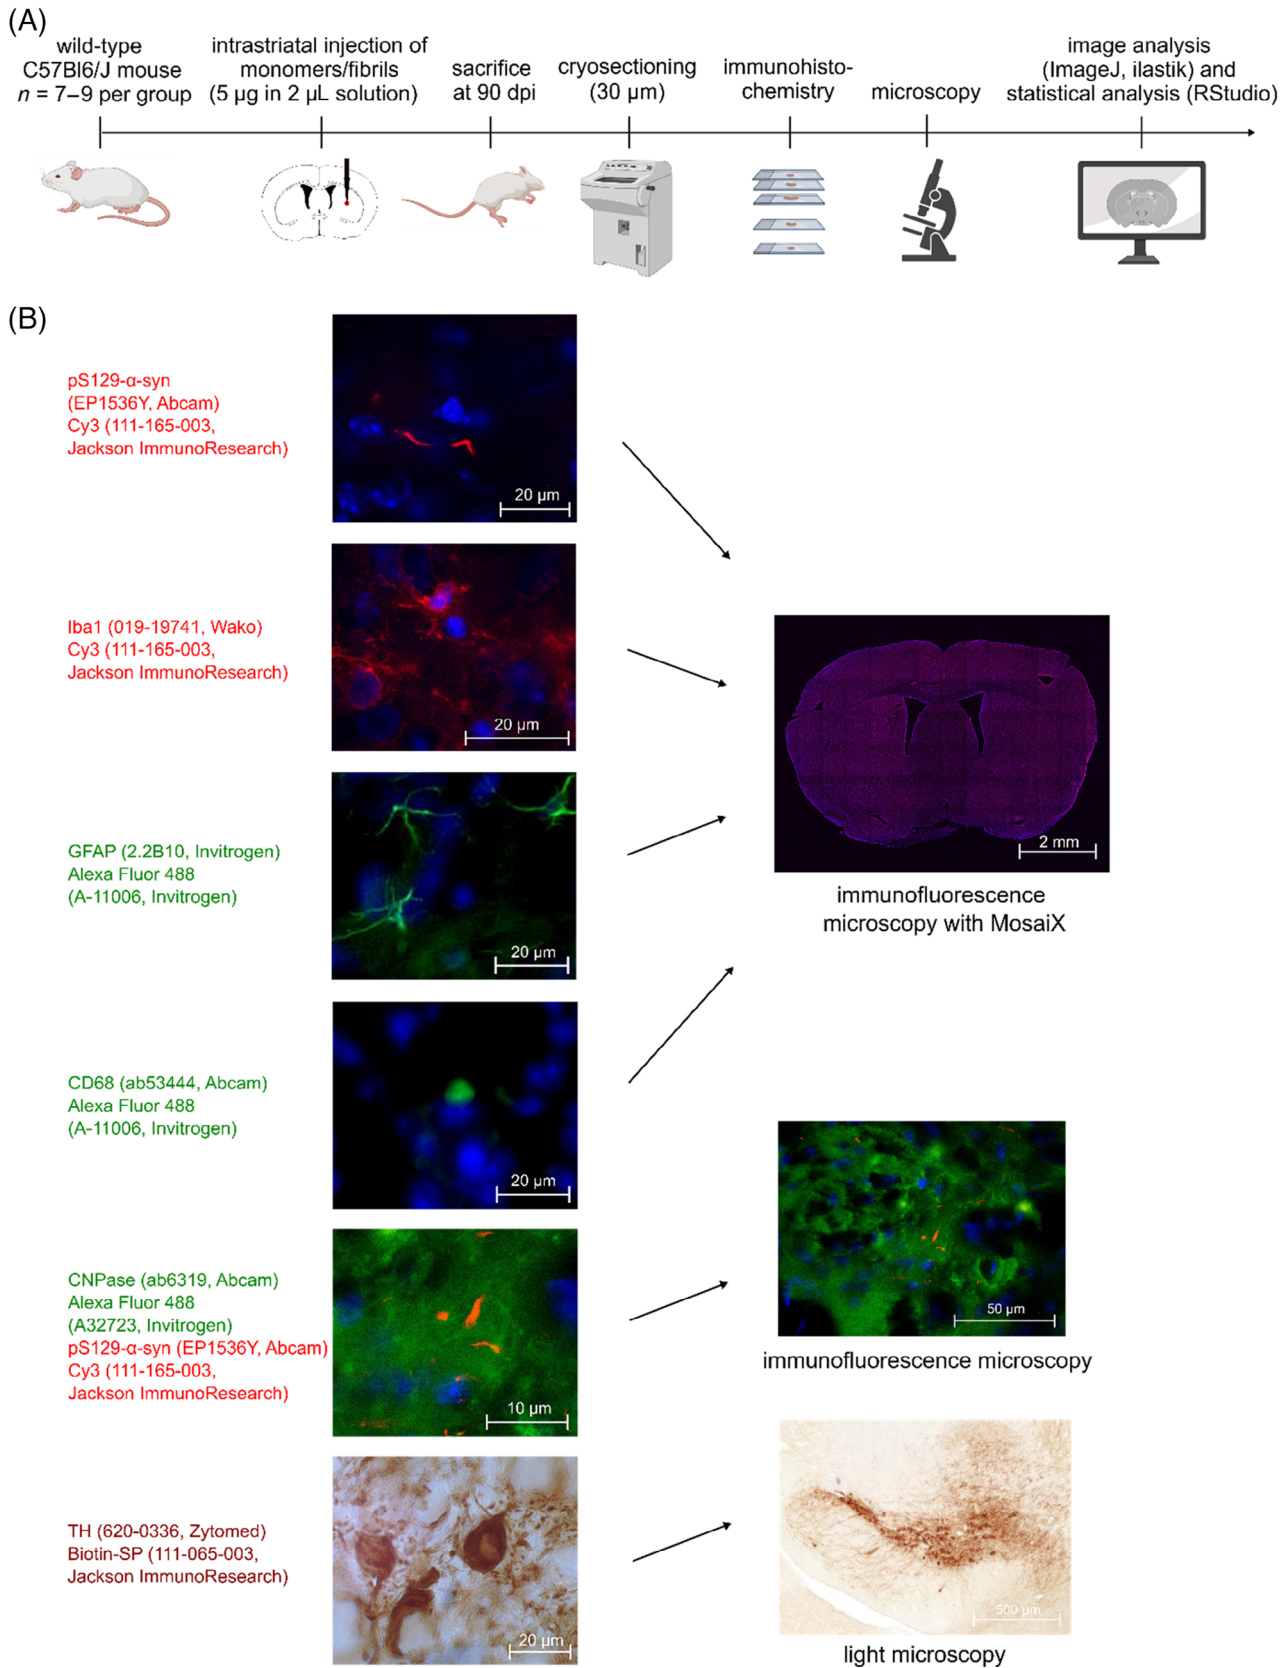 (A)
wild-type
C57Bl6/J mouse
n = 7–9 per group
intrastriatal injection of
monomers/fibrils
(5 µg in 2 µL solution)
sacrifice
at 90 dpi
cryosectioning
(30 µm)
immunohisto-
chemistry
microscopy
image analysis
(ImageJ, ilastik) and
statistical analysis (RStudio)
(B)
pS129-α-syn
(EP1536Y, Abcam)
Cy3 (111-165-003,
Jackson ImmunoResearch)
20 µm
Iba1 (019-19741, Wako)
Cy3 (111-165-003,
Jackson ImmunoResearch)
20 µm
GFAP (2.2B10, Invitrogen)
Alexa Fluor 488
(A-11006, Invitrogen)
20 µm
2 mm
immunofluorescence
microscopy with MosaiX
CD68 (ab53444, Abcam)
Alexa Fluor 488
(A-11006, Invitrogen)
20 µm
CNPase (ab6319, Abcam)
Alexa Fluor 488
(A32723, Invitrogen)
pS129-α-syn (EP1536Y, Abcam)
Cy3 (111-165-003,
Jackson ImmunoResearch)
10 µm
50 µm
immunofluorescence microscopy
TH (620-0336, Zytomed)
Biotin-SP (111-065-003,
Jackson ImmunoResearch)
20 µm
500 µm
light microscopy